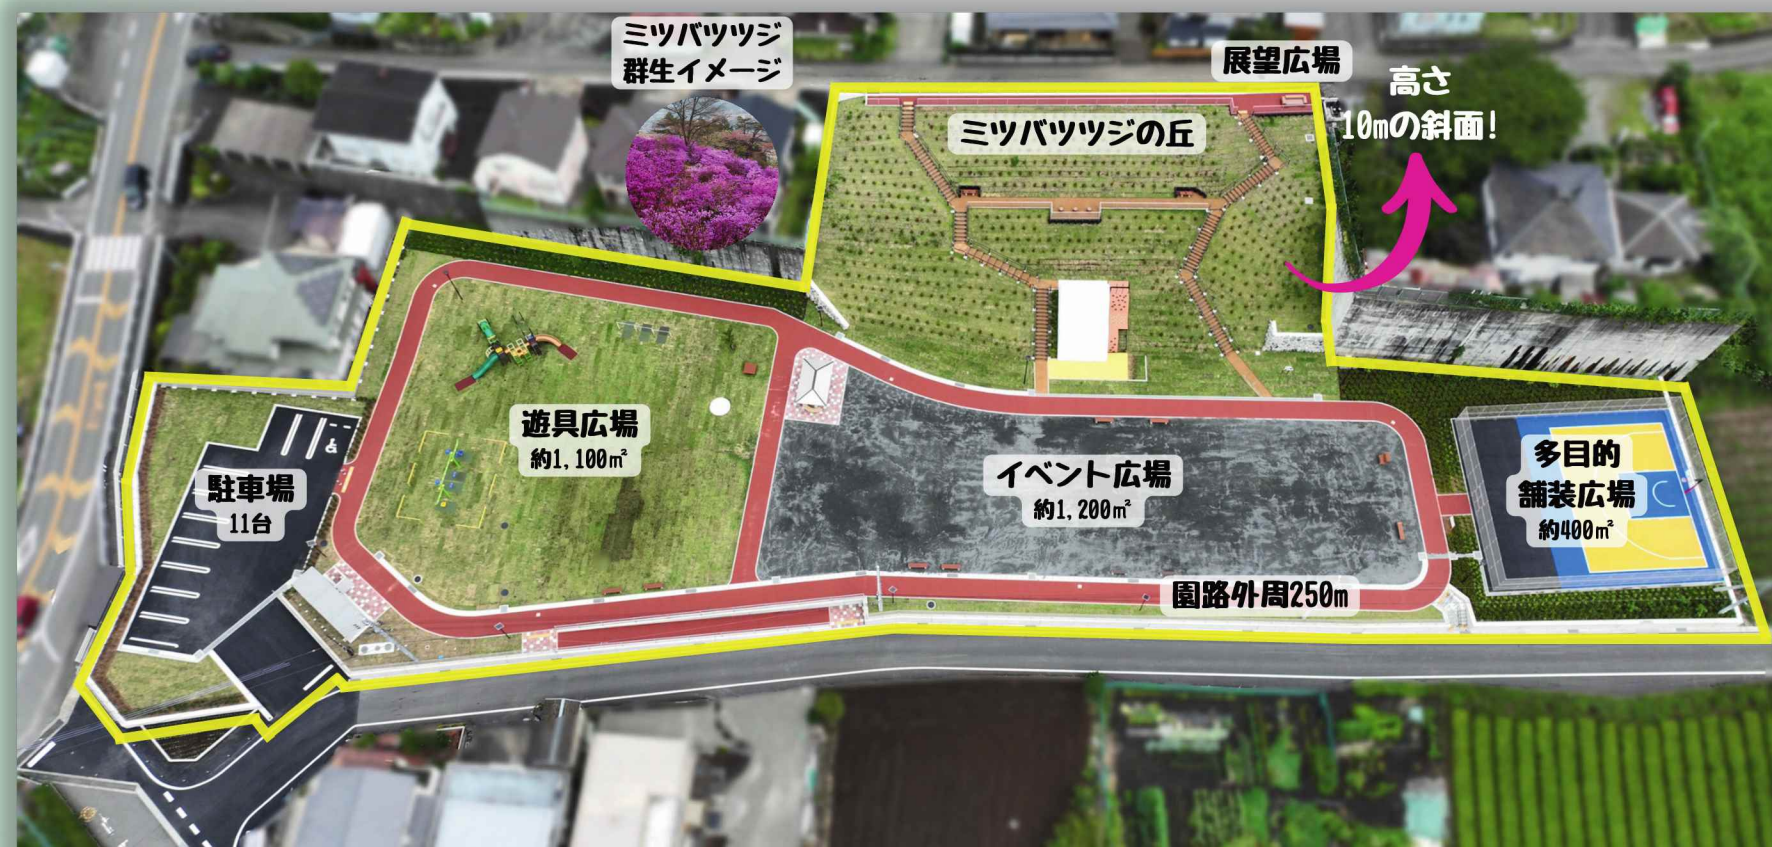 ミツバツツジ
群生イメージ
展望広場
高さ
10mの斜面!
ミツバツツジの丘
遊具広場
約1,100㎡
駐車場
11台
イベント広場
約1,200㎡
多目的
舗装広場
約400㎡
園路外周250m